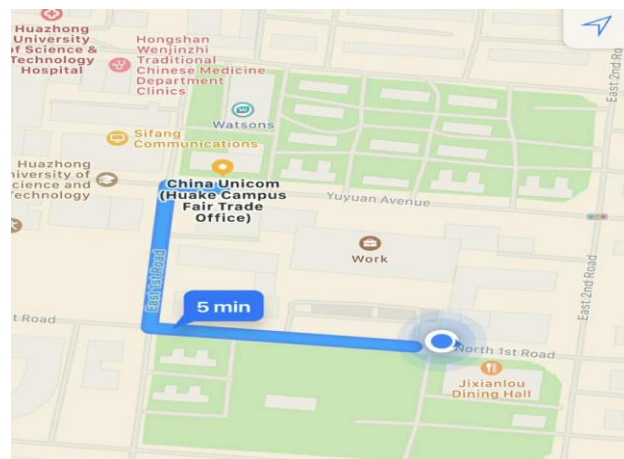 Huazhong
University
of Science &
Technology
Hospital
Hongshan
Wenjinzhi
Traditional
Chinese Medicine
Department
Clinics
Watsons
Sifang
Communications
Huazhong
niversity of
cience and
echnology
China Unicom
(Huake Campus
Fair Trade
Office)
Yuyuan Avenue
East 2nd Ro
Work
East 1st Road
East 2nd Road
5 min
t Road
North 1st Road
Jixianlou
Dining Hall